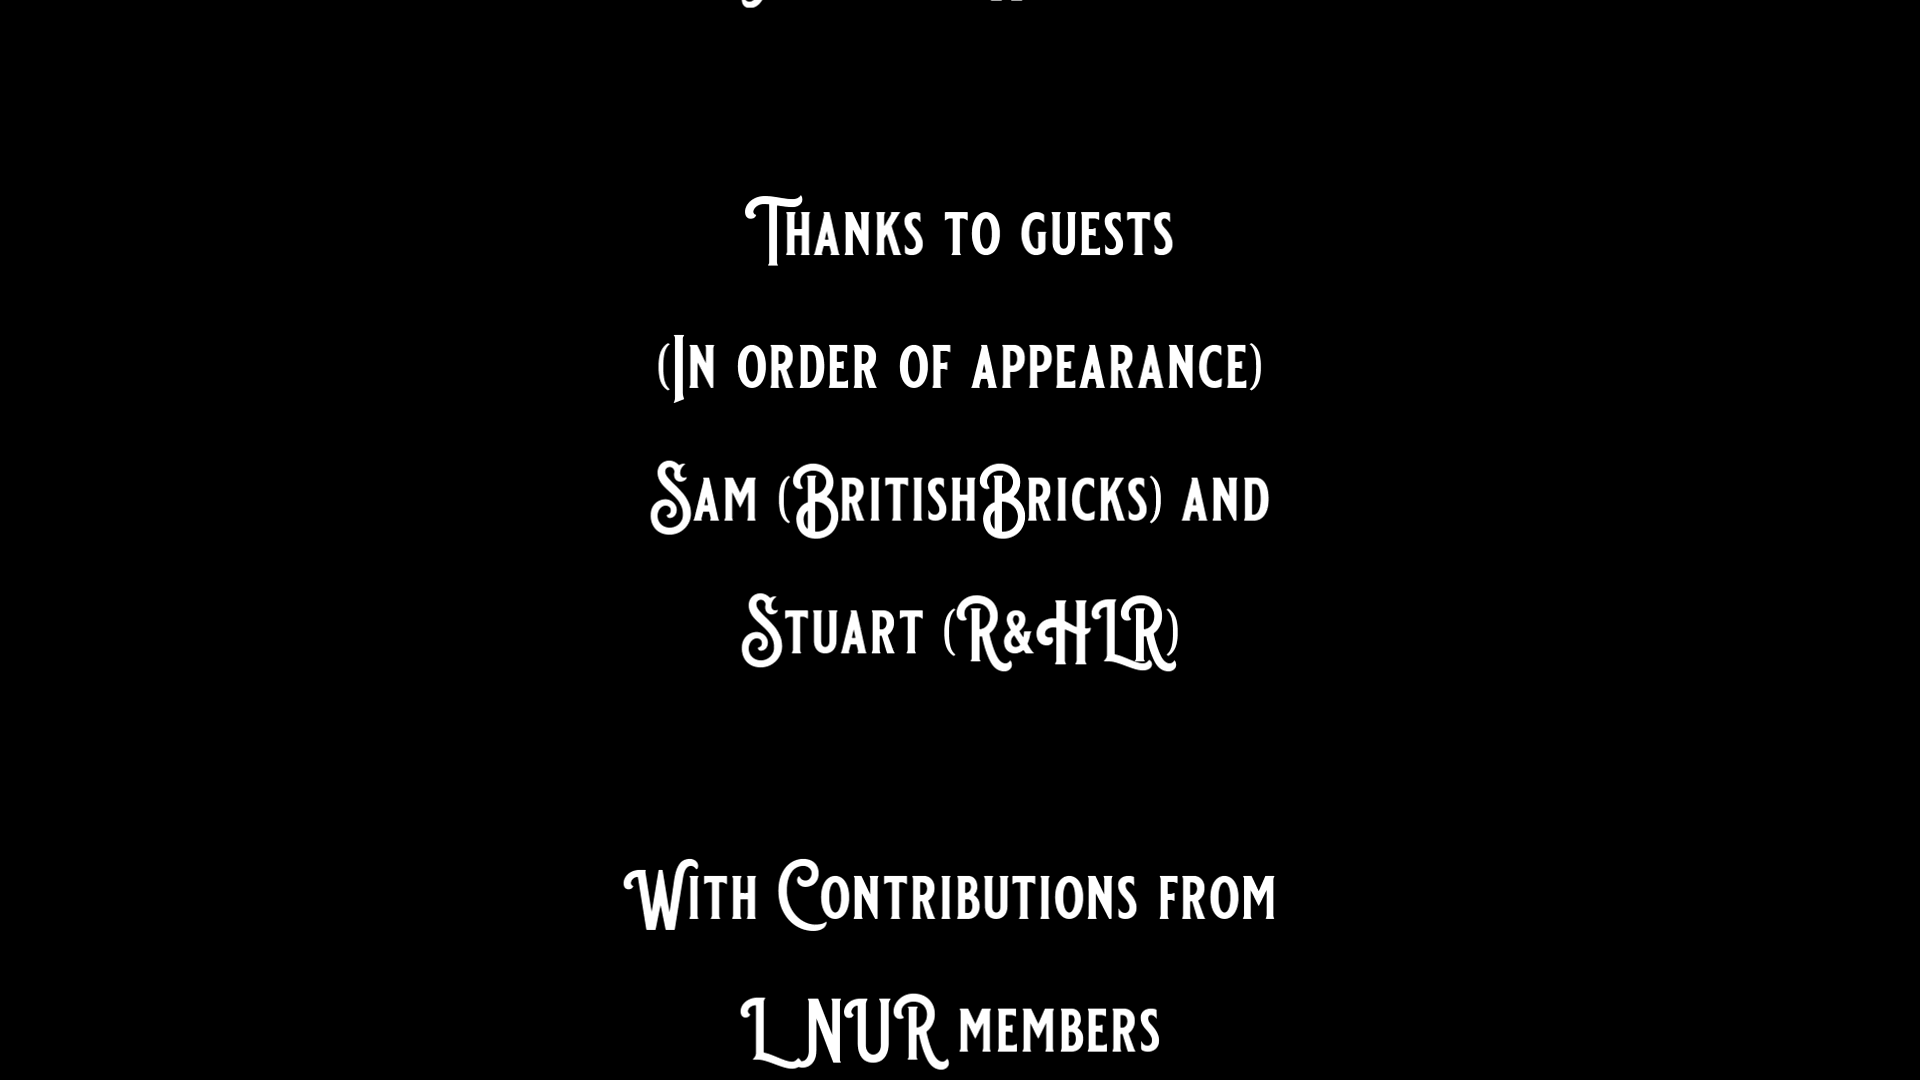 Thanks to guests
(In order of appearance)
Sam (BritishBricks) and
Stuart (R&HLR)
With Contributions from
LNUR members